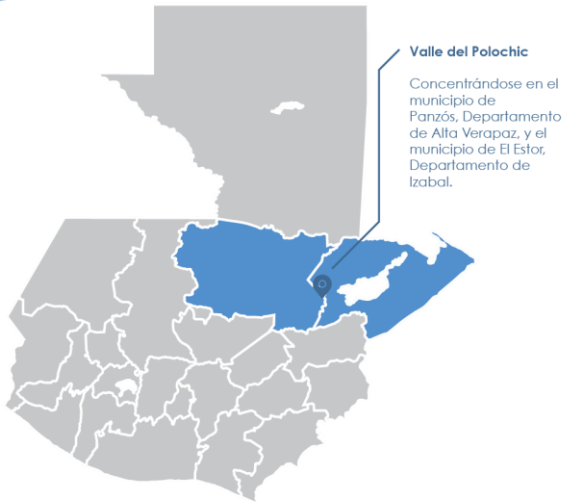 Valle del Polochic
Concentrándose en el
municipio de
Panzós, Departamento
de Alta Verapaz, y el
municipio de El Estor,
Departamento de
Izabal.